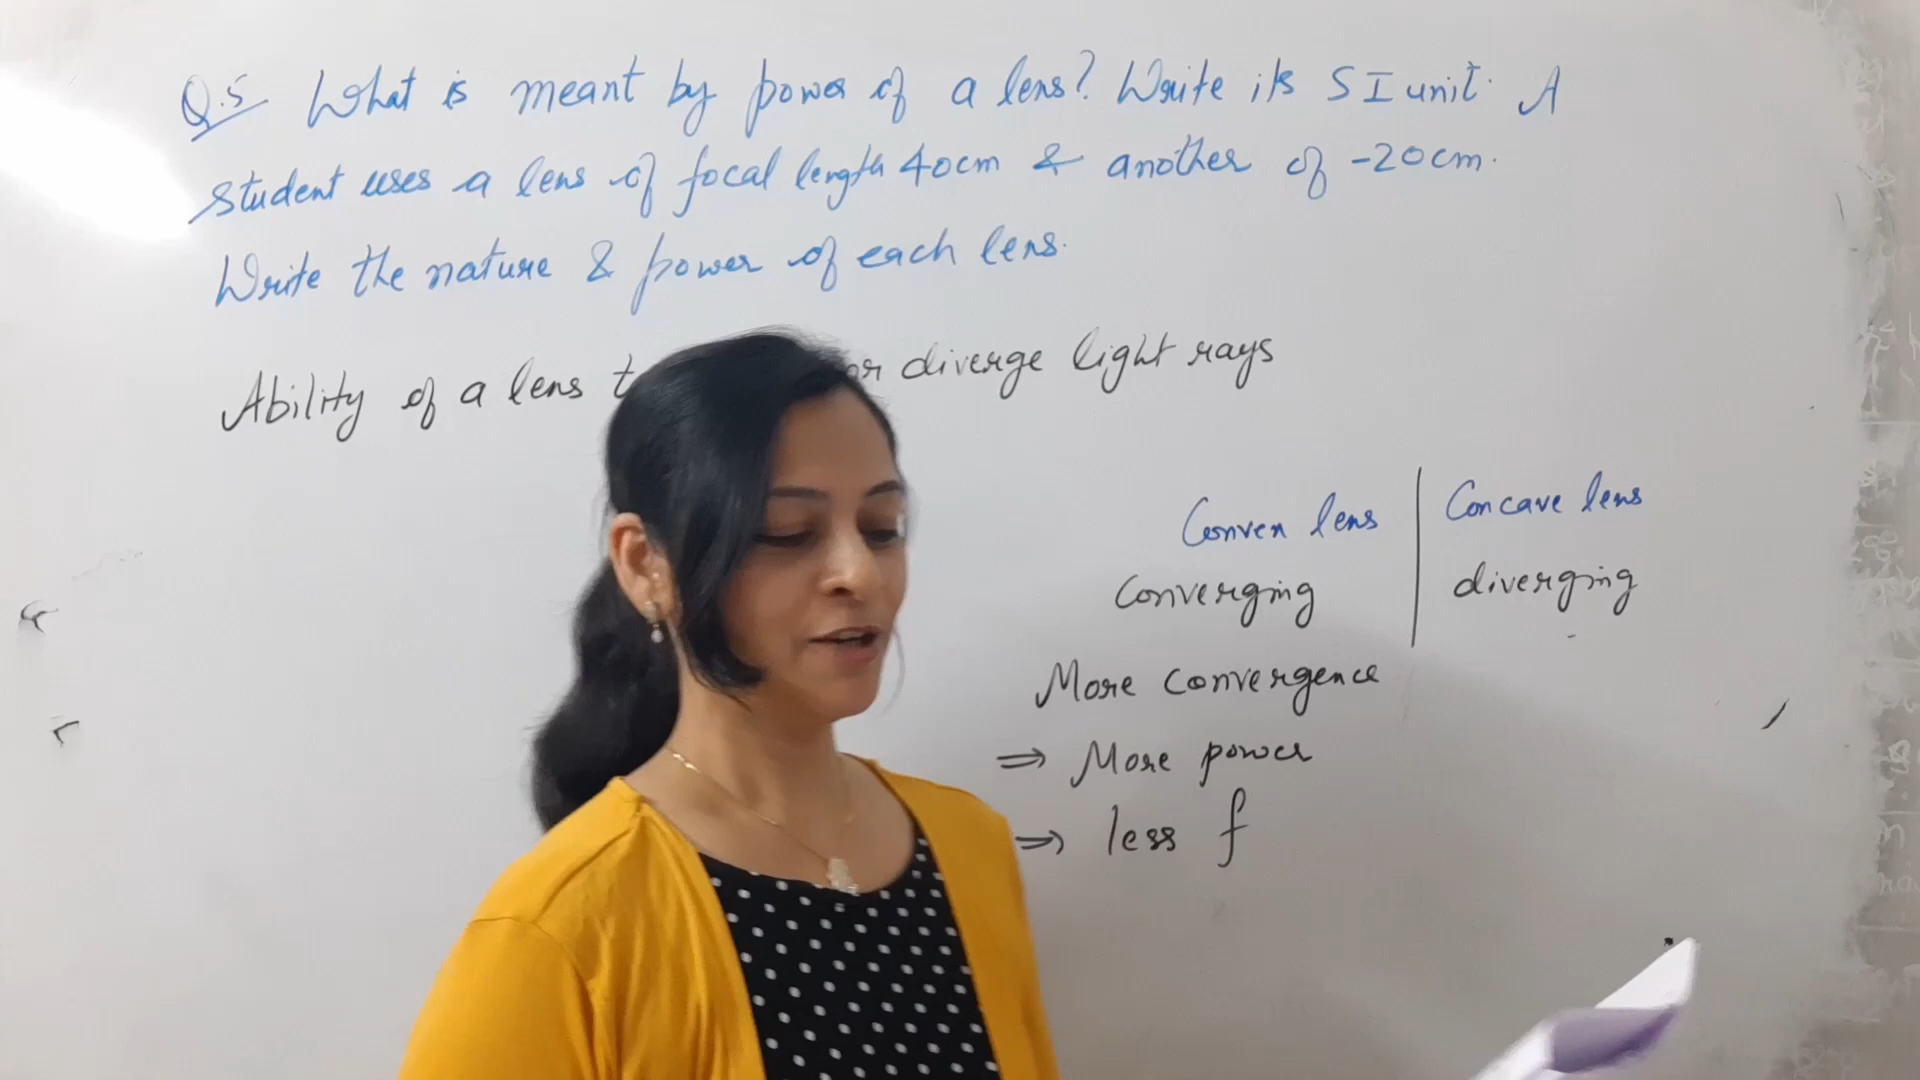 Q.5 What is meant by power of a lens? Write its SI unit. A
student uses a lens of focal length 40cm & another of -20cm.
Write the nature & power of each lens.
Ability of a lens t or diverge light rays
Convex lens Concave lens
Converging diverging
More convergence
⇒ More power
⇒ less f